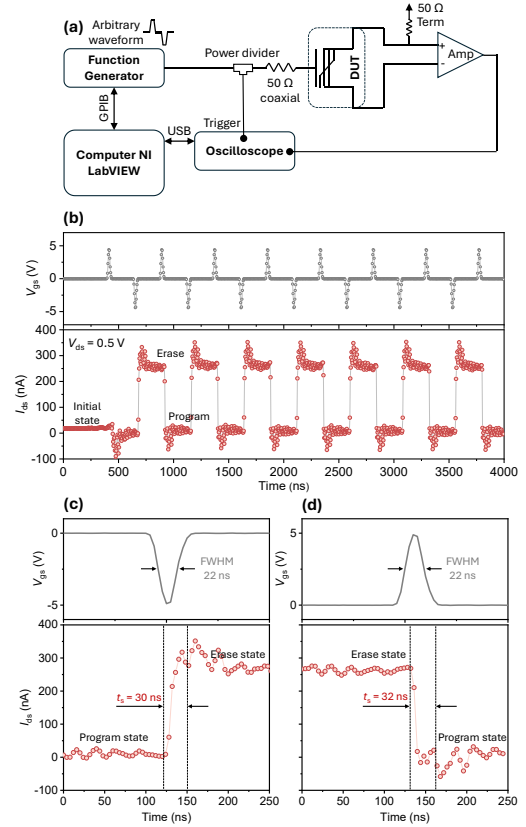 (a)
Arbitrary
waveform
50 Ω
Term
Function
Generator
Power divider
50 Ω
coaxial
DUT
+
-
Amp
GPIB
Trigger
USB
Computer NI
LabVIEW
Oscilloscope
(b)
5
0
-5
Vgs (V)
400
300
200
100
0
-100
Ids (nA)
Vds = 0.5 V
Erase
Initial
state
Program
0 500 1000 1500 2000 2500 3000 3500 4000
Time (ns)
(c)
0
-5
Vgs (V)
FWHM
22 ns
400
300
200
100
0
-100
Ids (nA)
Erase state
ts = 30 ns
Program state
0 50 100 150 200 250
Time (ns)
(d)
5
0
Vgs (V)
FWHM
22 ns
Erase state
ts = 32 ns
Program state
0 50 100 150 200 250
Time (ns)